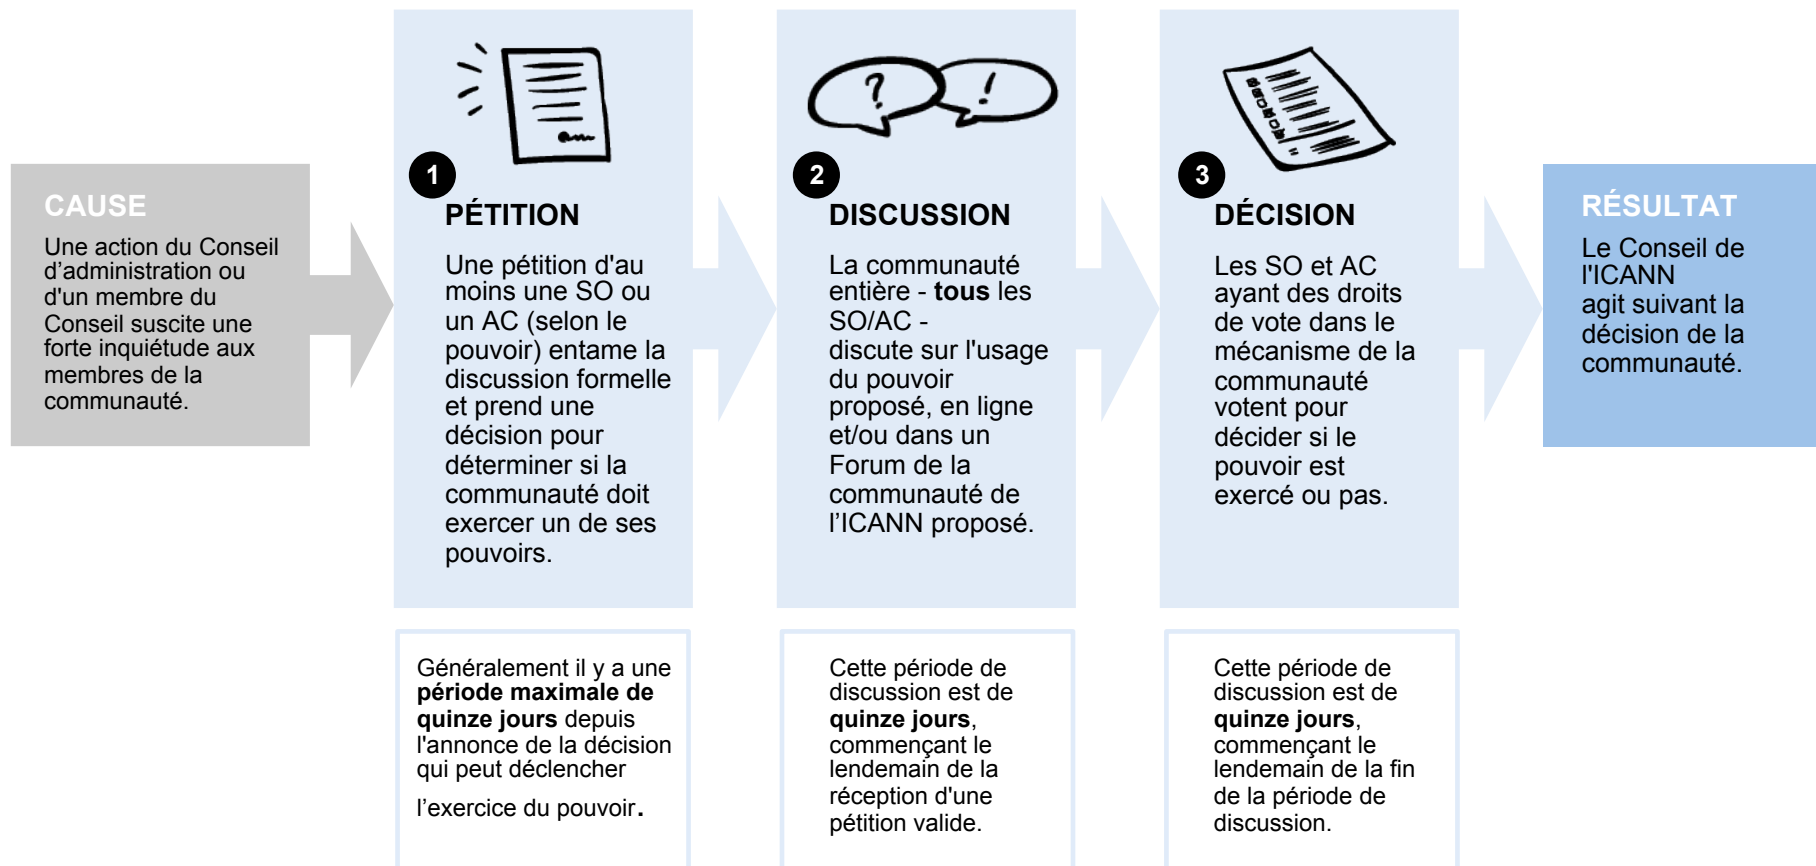 CAUSE
Une action du Conseil
d’administration ou
d'un membre du
Conseil suscite une
forte inquiétude aux
membres de la
communauté.
1
PÉTITION
Une pétition d'au
moins une SO ou
un AC (selon le
pouvoir) entame la
discussion formelle
et prend une
décision pour
déterminer si la
communauté doit
exercer un de ses
pouvoirs.
Généralement il y a une
période maximale de
quinze jours depuis
l'annonce de la décision
qui peut déclencher
l’exercice du pouvoir.
?
!
2
DISCUSSION
La communauté
entière - tous les
SO/AC -
discute sur l'usage
du pouvoir
proposé, en ligne
et/ou dans un
Forum de la
communauté de
l’ICANN proposé.
Cette période de
discussion est de
quinze jours,
commençant le
lendemain de la
réception d'une
pétition valide.
3
DÉCISION
Les SO et AC
ayant des droits
de vote dans le
mécanisme de la
communauté
votent pour
décider si le
pouvoir est
exercé ou pas.
Cette période de
discussion est de
quinze jours,
commençant le
lendemain de la fin
de la période de
discussion.
RÉSULTAT
Le Conseil de
l'ICANN
agit suivant la
décision de la
communauté.